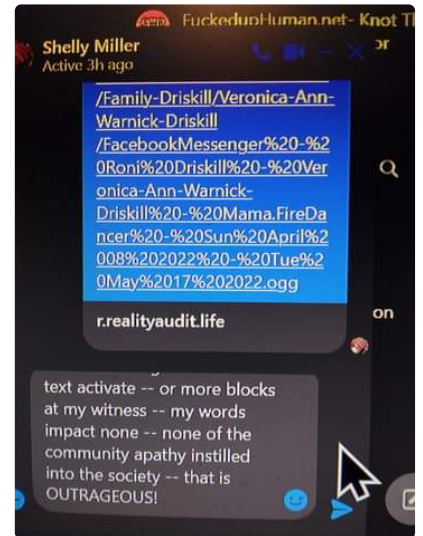 FuckedupHuman.net- Knot T
Shelly Miller
Active 3h ago
or
/Family-Driskill/Veronica-Ann-
Warnick-Driskill
/FacebookMessenger%20-%2
0Roni%20Driskill%20-%20Ver
onica-Ann-Warnick-
Driskill%20-%20Mama.FireDa
ncer%20-%20Sun%20April%2
008%202022%20-%20Tue%2
0May%2017%202022.ogg
r.realityaudit.life
on
text activate -- or more blocks
at my witness -- my words
impact none -- none of the
community apathy instilled
into the society -- that is
OUTRAGEOUS!